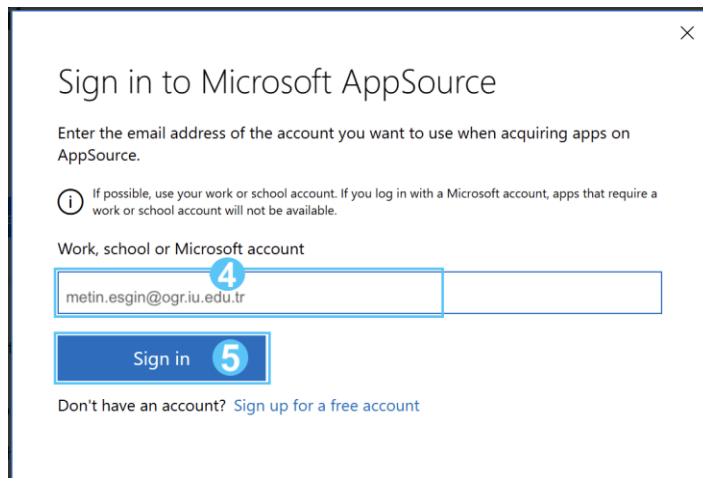 Sign in to Microsoft AppSource
Enter the email address of the account you want to use when acquiring apps on
AppSource.
i If possible, use your work or school account. If you log in with a Microsoft account, apps that require a
work or school account will not be available.
Work, school or Microsoft account
4
metin.esgin@ogr.iu.edu.tr
Sign in 5
Don't have an account? Sign up for a free account